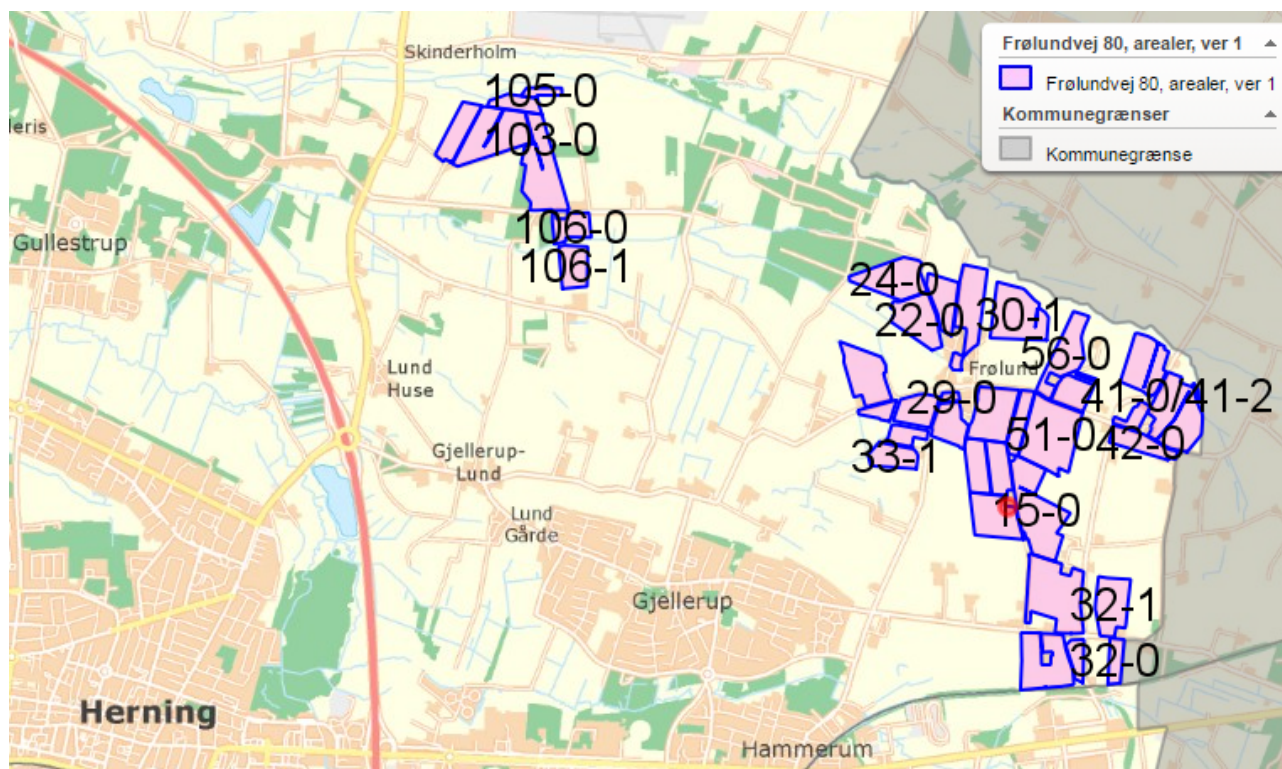 Skinderholm
Frølundvej 80, arealer, ver 1
Frølundvej 80, arealer, ver 1
Kommunegrænser
Kommunegrænse
105-0
103-0
106-0
106-1
Gullestrup
24-0
22-0
30-1
56-0
Frølund
Lund
Huse
29-0
41-0/41-2
51-0
42-0
33-1
Gjellerup-
Lund
15-0
Lund
Gårde
Gjellerup
32-1
32-0
Herning
Hammerum